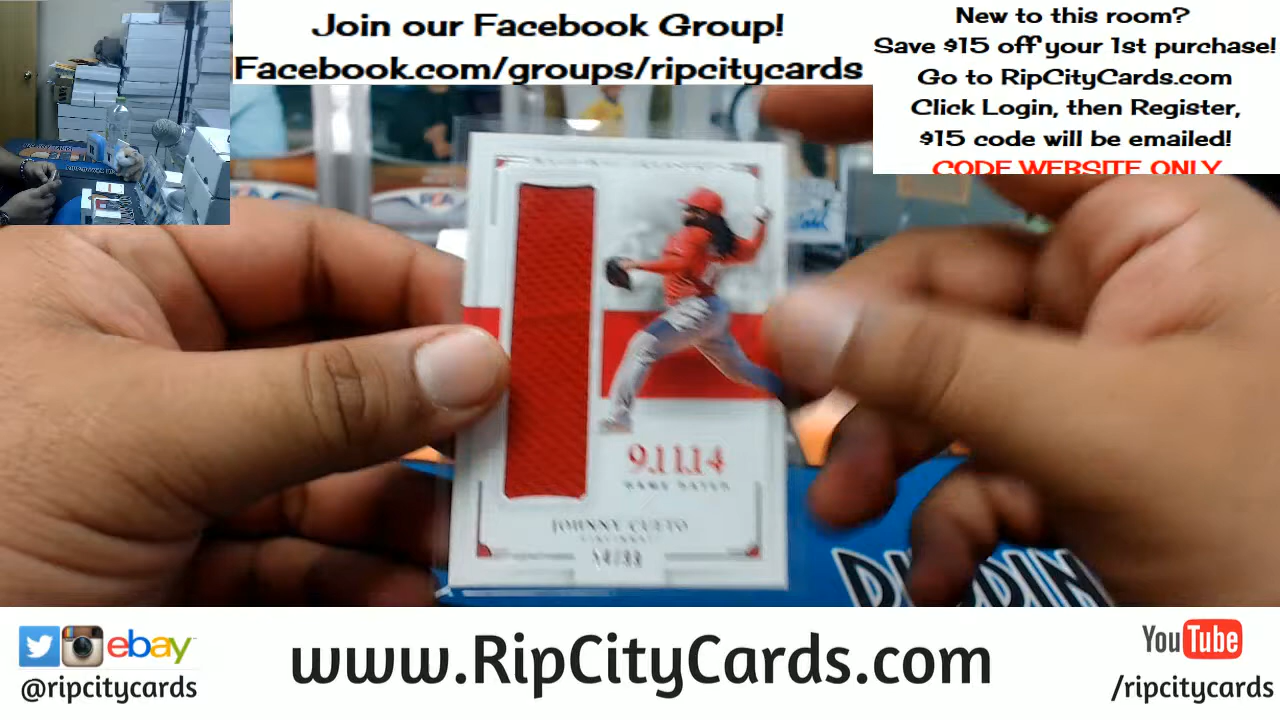 Join our Facebook Group!
Facebook.com/groups/ripcitycards
New to this room?
Save $15 off your 1st purchase!
Go to RipCityCards.com
Click Login, then Register,
$15 code will be emailed!
CODE WEBSITE ONLY
9.11.14
GAME DATED
JOHNNY CUETO
CINCINNATI
ebay
@ripcitycards
www.RipCityCards.com
YouTube
/ripcitycards